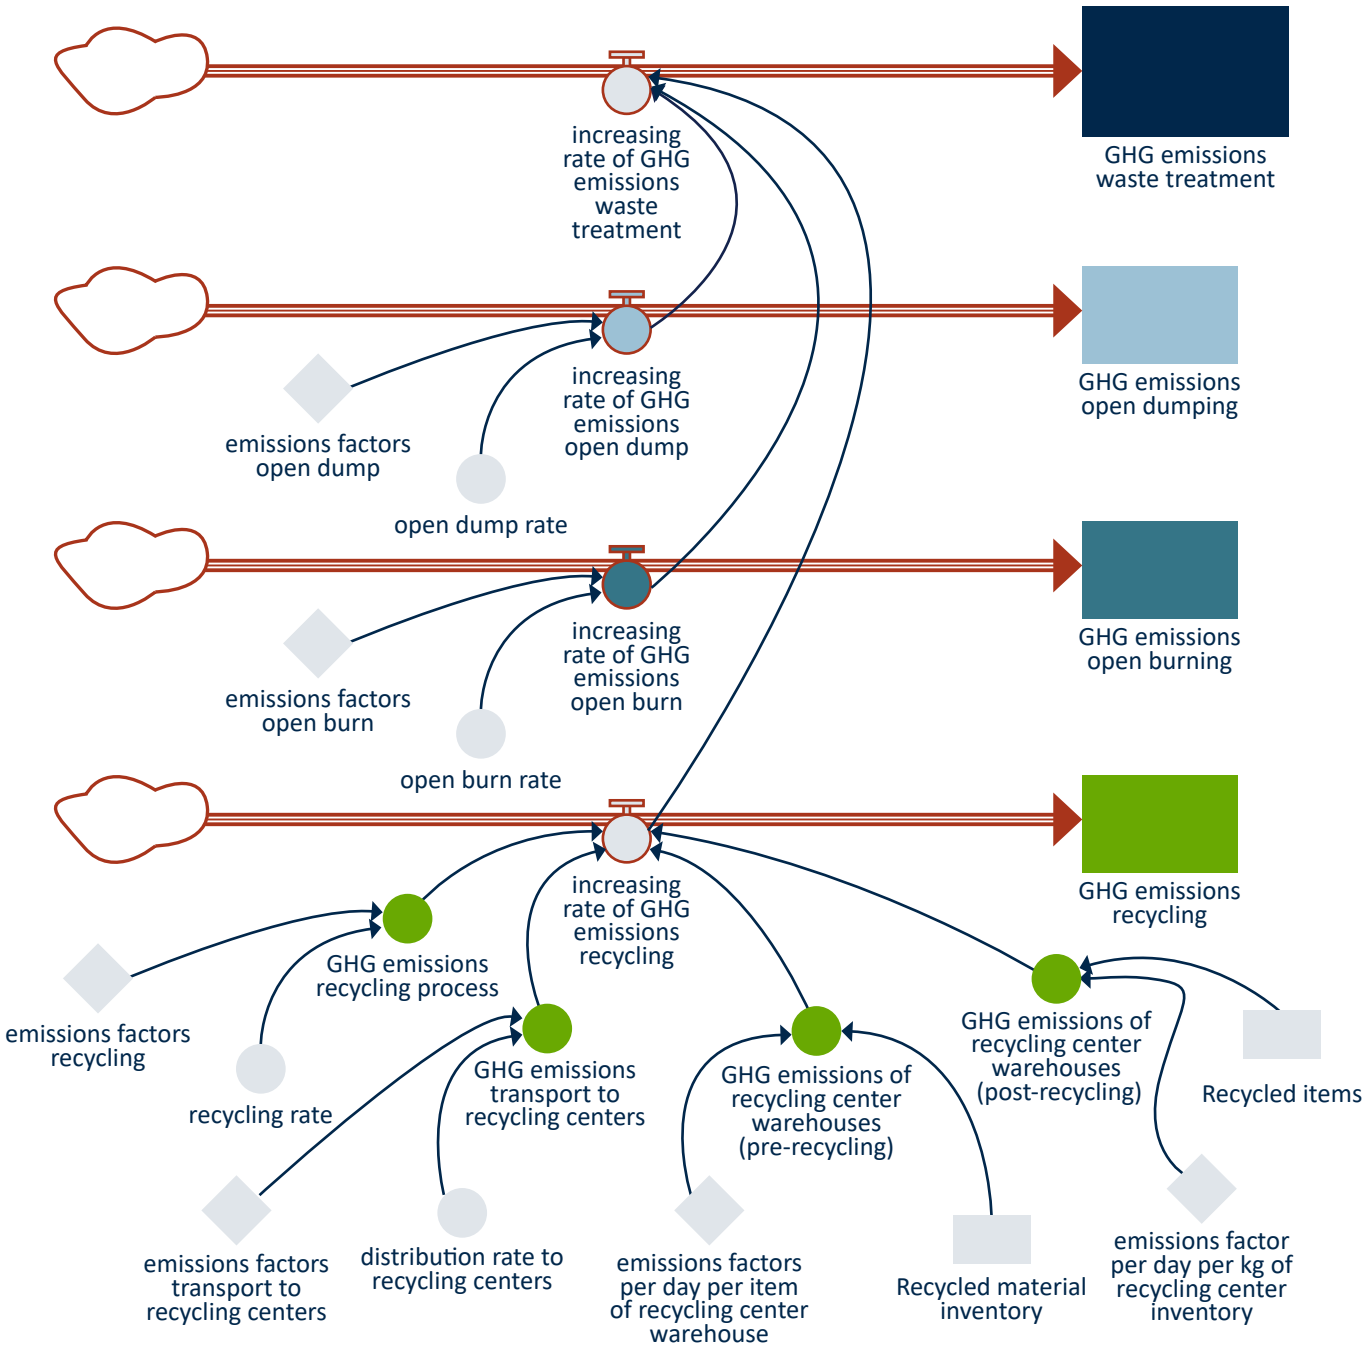 increasing
rate of GHG
emissions
waste
treatment
GHG emissions
waste treatment
increasing
rate of GHG
emissions
open dump
GHG emissions
open dumping
emissions factors
open dump
open dump rate
increasing
rate of GHG
emissions
open burn
GHG emissions
open burning
emissions factors
open burn
open burn rate
increasing
rate of GHG
emissions
recycling
GHG emissions
recycling
GHG emissions
recycling process
emissions factors
recycling
recycling rate
GHG emissions
transport to
recycling centers
GHG emissions of
recycling center
warehouses
(pre-recycling)
GHG emissions of
recycling center
warehouses
(post-recycling)
Recycled items
emissions factors
transport to
recycling centers
distribution rate to
recycling centers
emissions factors
per day per item
of recycling center
warehouse
Recycled material
inventory
emissions factor
per day per kg of
recycling center
inventory